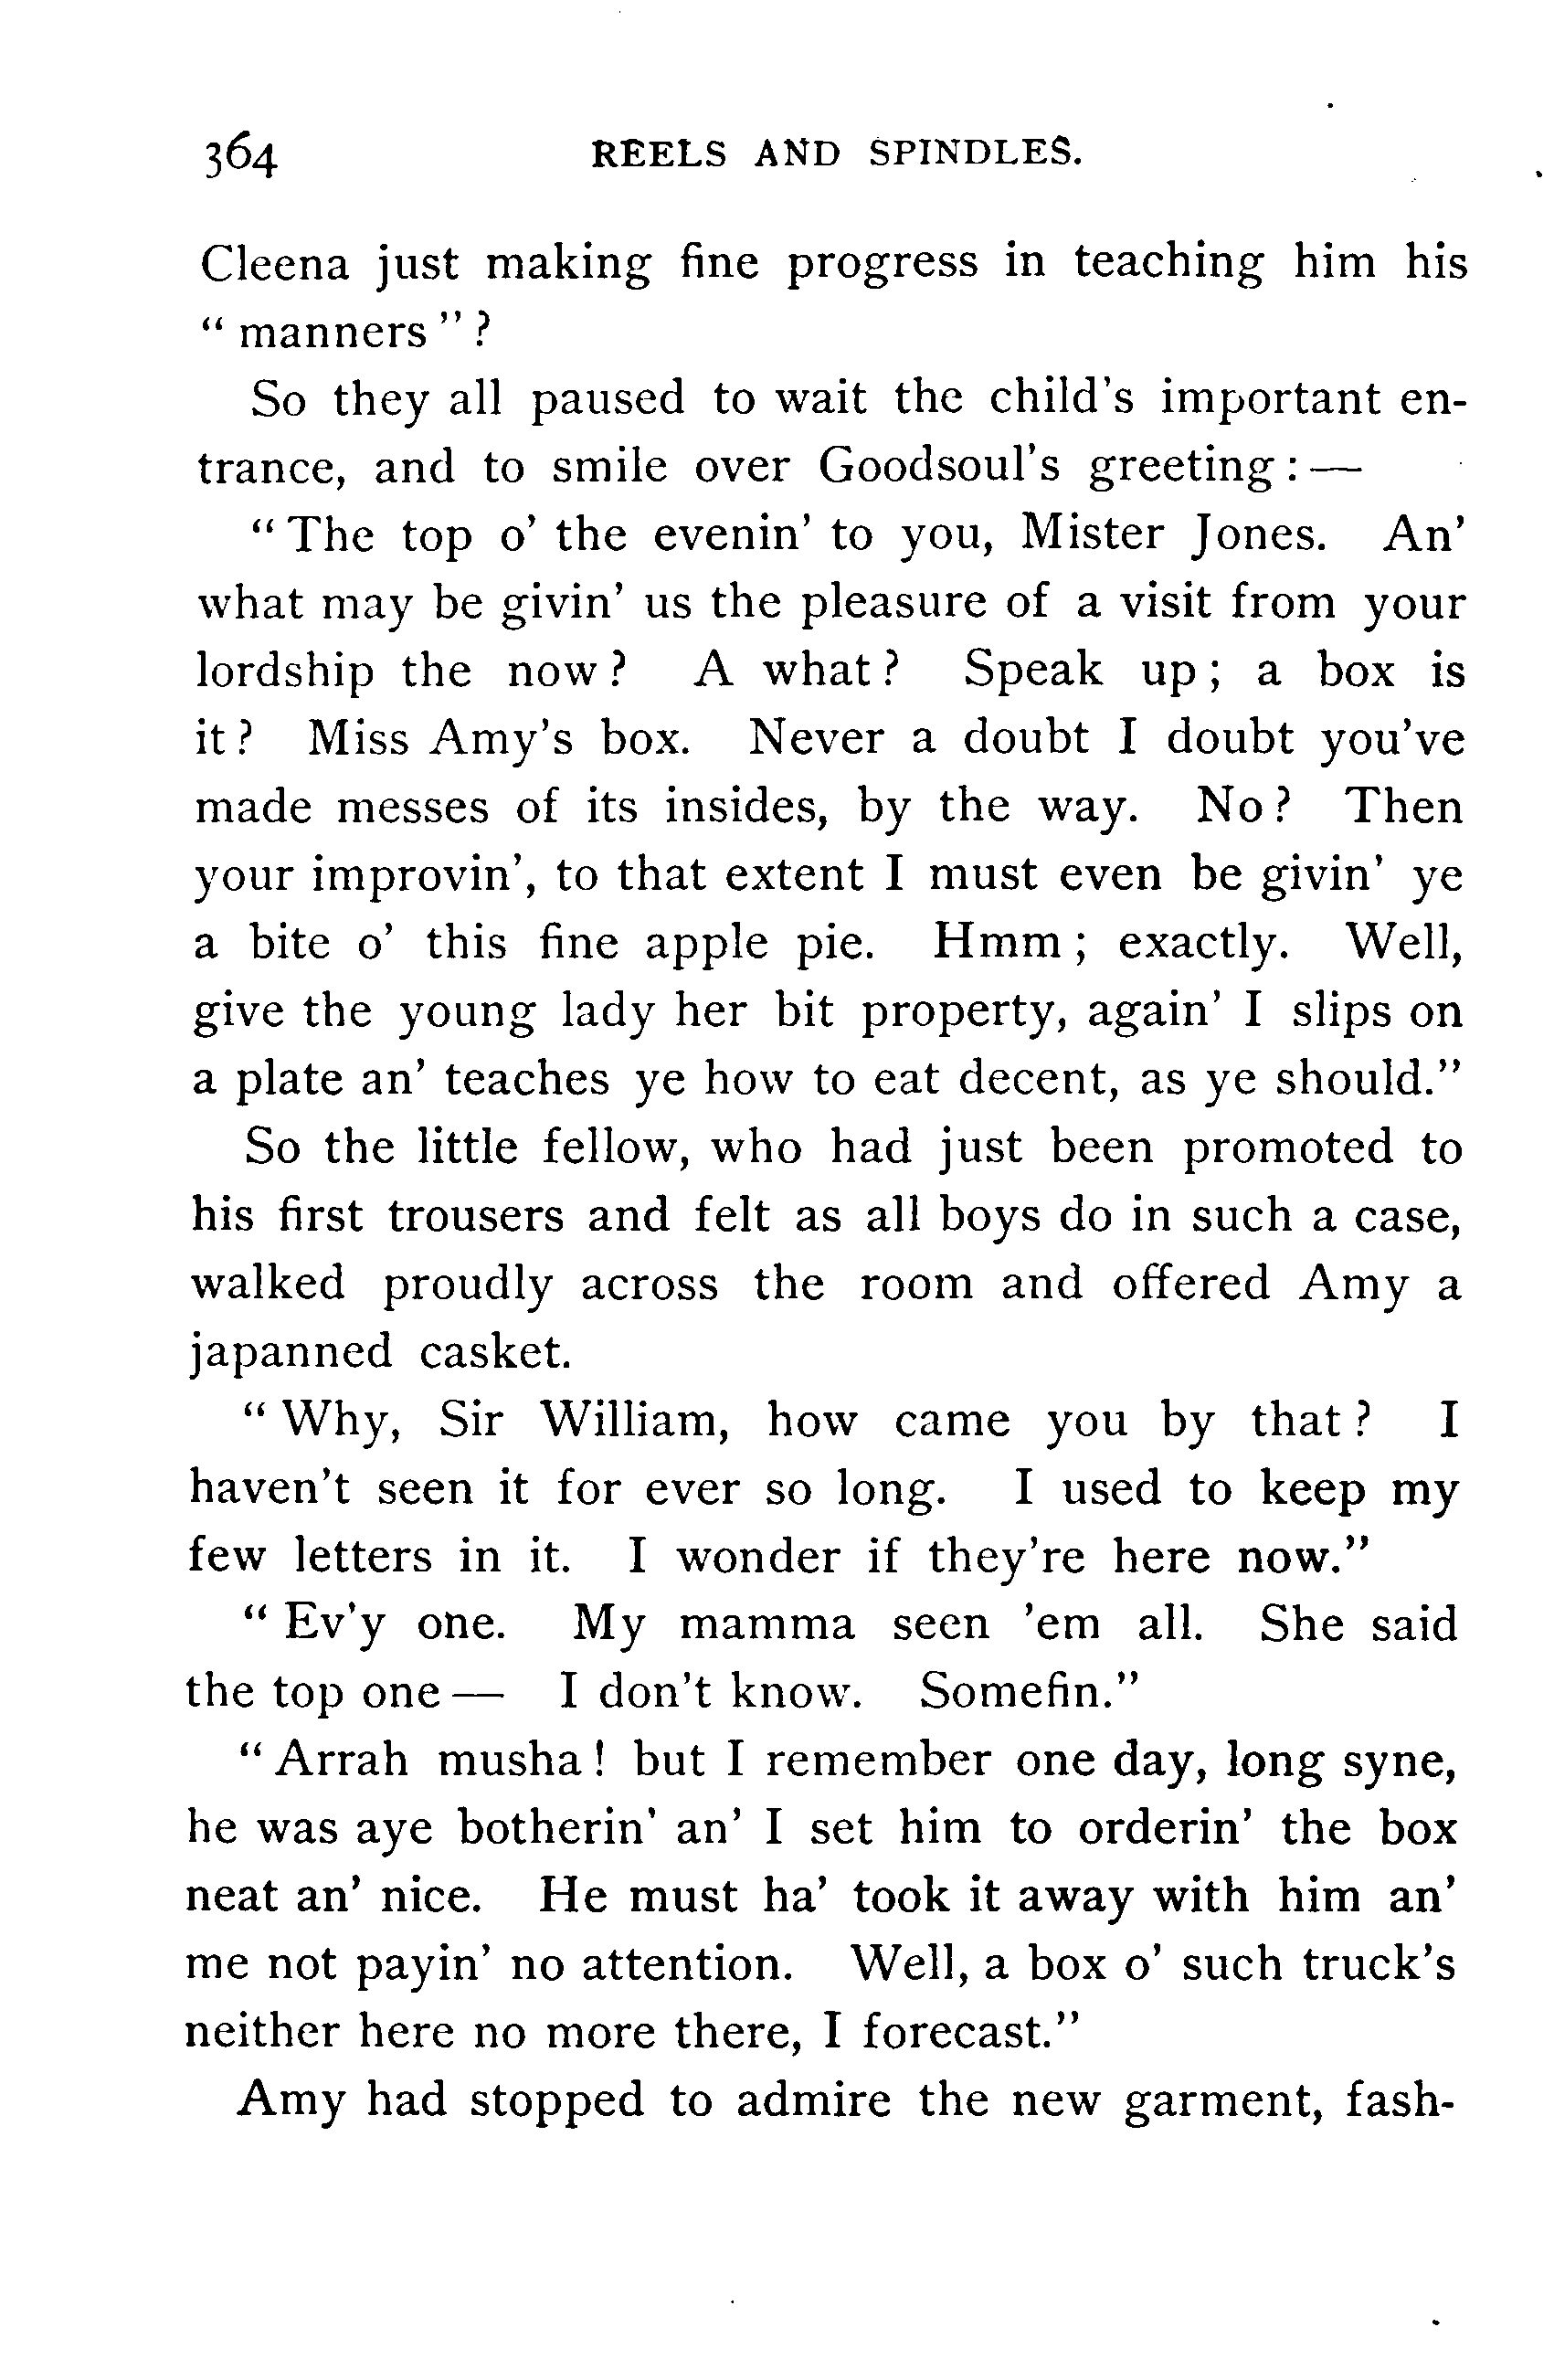 364 REELS AND SPINDLES.
Cleena just making fine progress in teaching him his
“ manners ” ?
So they all paused to wait the child’s important en-
trance, and to smile over Goodsoul’s greeting : —
“ The top o’ the evenin’ to you, Mister Jones. An’
what may be givin’ us the pleasure of a visit from your
lordship the now ? A what ? Speak up ; a box is
it ? Miss Amy’s box. Never a doubt I doubt you’ve
made messes of its insides, by the way. No ? Then
your improvin’, to that extent I must even be givin’ ye
a bite o’ this fine apple pie. Hmm ; exactly. Well,
give the young lady her bit property, again’ I slips on
a plate an’ teaches ye how to eat decent, as ye should.”
So the little fellow, who had just been promoted to
his first trousers and felt as all boys do in such a case,
walked proudly across the room and offered Amy a
japanned casket.
“ Why, Sir William, how came you by that ? I
haven’t seen it for ever so long. I used to keep my
few letters in it. I wonder if they’re here now.”
“ Ev’y one. My mamma seen ’em all. She said
the top one — I don’t know. Somefin.”
“ Arrah musha ! but I remember one day, long syne,
he was aye botherin’ an’ I set him to orderin’ the box
neat an’ nice. He must ha’ took it away with him an’
me not payin’ no attention. Well, a box o’ such truck’s
neither here no more there, I forecast.”
Amy had stopped to admire the new garment, fash-